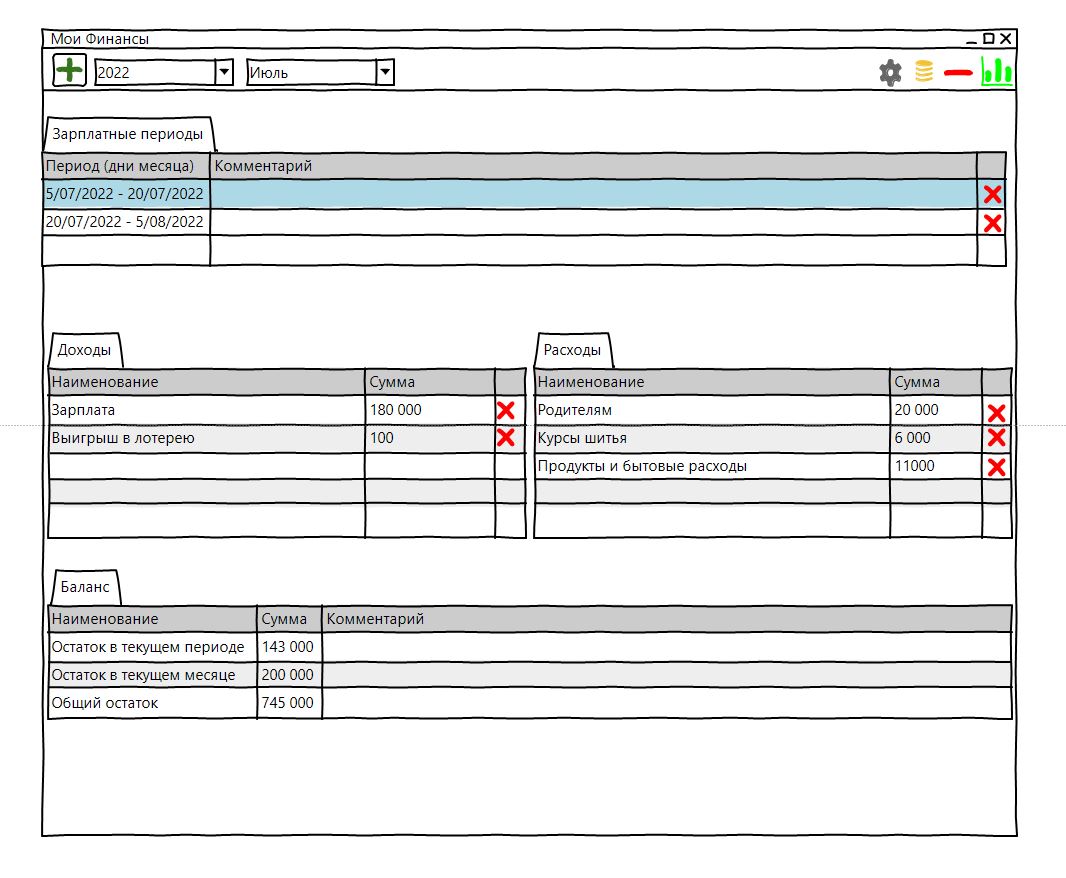 Мои Финансы
2022 Июль
Зарплатные периоды
Период (дни месяца) Комментарий
5/07/2022 - 20/07/2022
20/07/2022 - 5/08/2022
Доходы
Наименование Сумма
Зарплата 180 000
Выигрыш в лотерею 100
Расходы
Наименование Сумма
Родителям 20 000
Курсы шитья 6 000
Продукты и бытовые расходы 11000
Баланс
Наименование Сумма Комментарий
Остаток в текущем периоде 143 000
Остаток в текущем месяце 200 000
Общий остаток 745 000